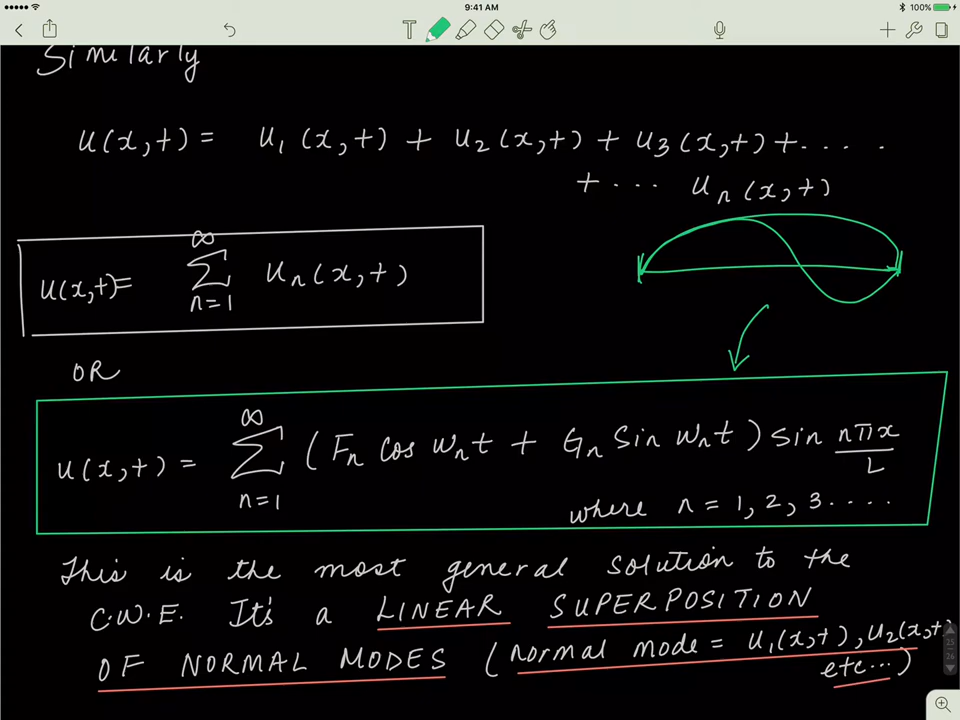 9:41 AM
100%
T
Similarly
u(x,t) = u₁(x,t) + u₂(x,t) + u₃(x,t) + . . . .
+ ... uₙ(x,t)
u(x,t) = ∑_{n=1}^{∞} uₙ(x,t)
OR
u(x,t) = ∑_{n=1}^{∞} (Fₙ cos ωₙt + Gₙ Sin ωₙt) sin nπx/L
where n = 1, 2, 3 . . . .
This is the most general solution to the
C.W.E. It's a LINEAR SUPERPOSITION
OF NORMAL MODES (normal mode = u₁(x,t), u₂(x,t)
etc...)